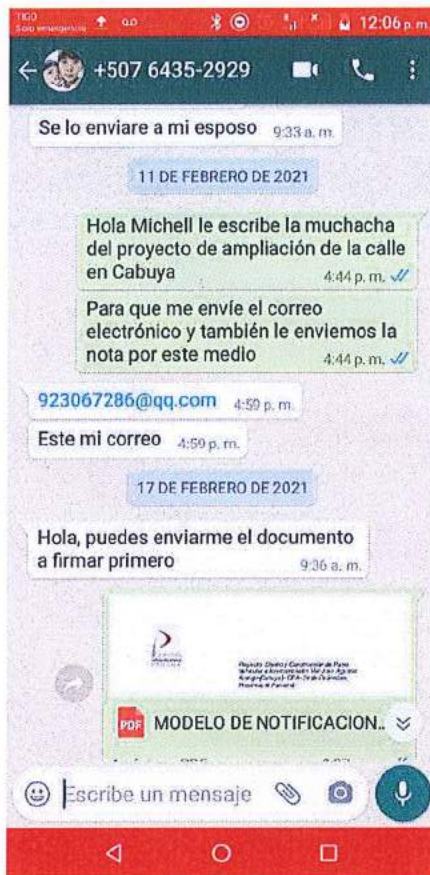 TIGO
12:06 p. m.
+507 6435-2929
Se lo enviare a mi esposo 9:33 a. m.
11 DE FEBRERO DE 2021
Hola Michell le escribe la muchacha
del proyecto de ampliación de la calle
en Cabuya
4:44 p. m.
Para que me envíe el correo
electrónico y también le enviemos la
nota por este medio
4:44 p. m.
923067286@qq.com 4:59 p. m.
Este mi correo 4:59 p. m.
17 DE FEBRERO DE 2021
Hola, puedes enviarme el documento
a firmar primero
9:36 a. m.
PDF MODELO DE NOTIFICACION..
Escribe un mensaje